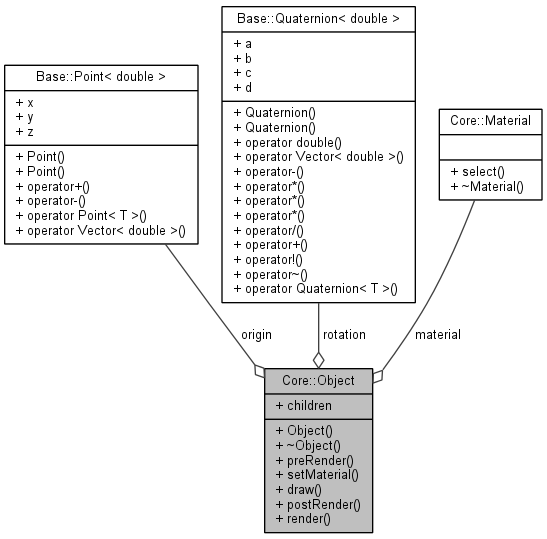 Base::Quaternion< double >
+ a
+ b
+ c
+ d
+ Quaternion()
+ Quaternion()
+ operator double()
+ operator Vector< double >()
+ operator-()
+ operator*()
+ operator*()
+ operator*()
+ operator/()
+ operator+()
+ operator!()
+ operator~()
+ operator Quaternion< T >()
Base::Point< double >
+ x
+ y
+ z
+ Point()
+ Point()
+ operator+()
+ operator-()
+ operator Point< T >()
+ operator Vector< double >()
Core::Material
+ select()
+ ~Material()
origin
rotation
material
Core::Object
+ children
+ Object()
+ ~Object()
+ preRender()
+ setMaterial()
+ draw()
+ postRender()
+ render()